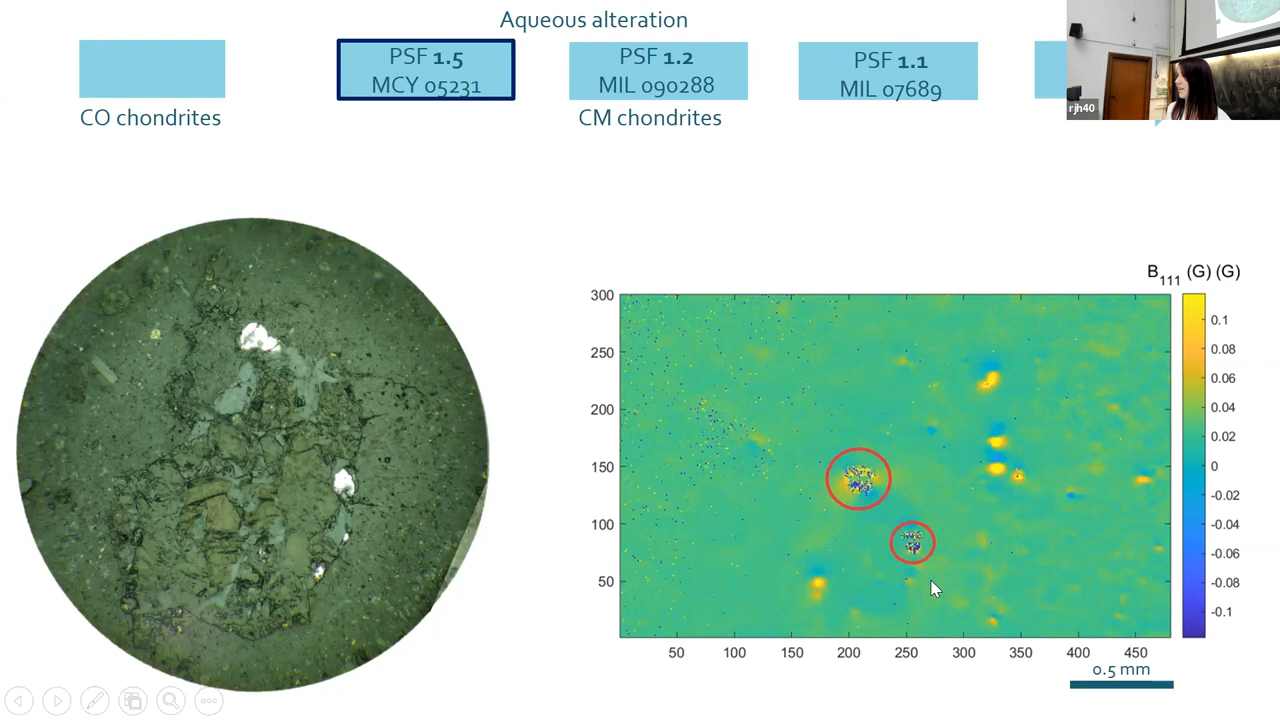 Aqueous alteration
PSF 1.5
MCY 05231
PSF 1.2
MIL 090288
PSF 1.1
MIL 07689
CO chondrites
CM chondrites
rjh40
B111 (G) (G)
300
250
200
150
100
50
50
100
150
200
250
300
350
400
450
0.1
0.08
0.06
0.04
0.02
0
-0.02
-0.04
-0.06
-0.08
-0.1
0.5 mm